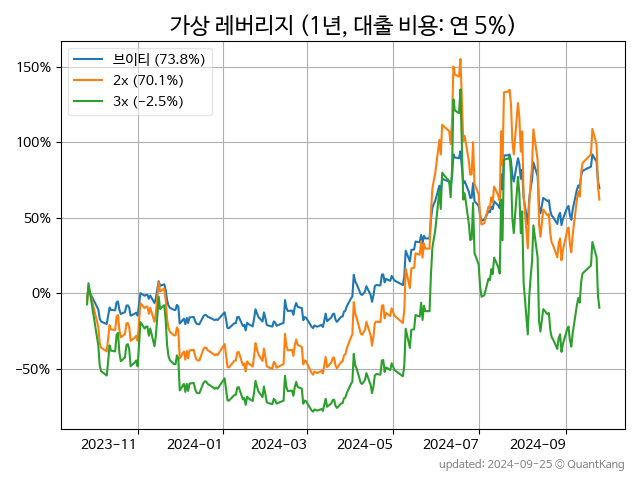 가상 레버리지 (1년, 대출 비용: 연 5%)
브이티 (73.8%)
2x (70.1%)
3x (−2.5%)
150%
100%
50%
0%
−50%
2023−11 2024−01 2024−03 2024−05 2024−07 2024−09
updated: 2024-09-25 © QuantKang